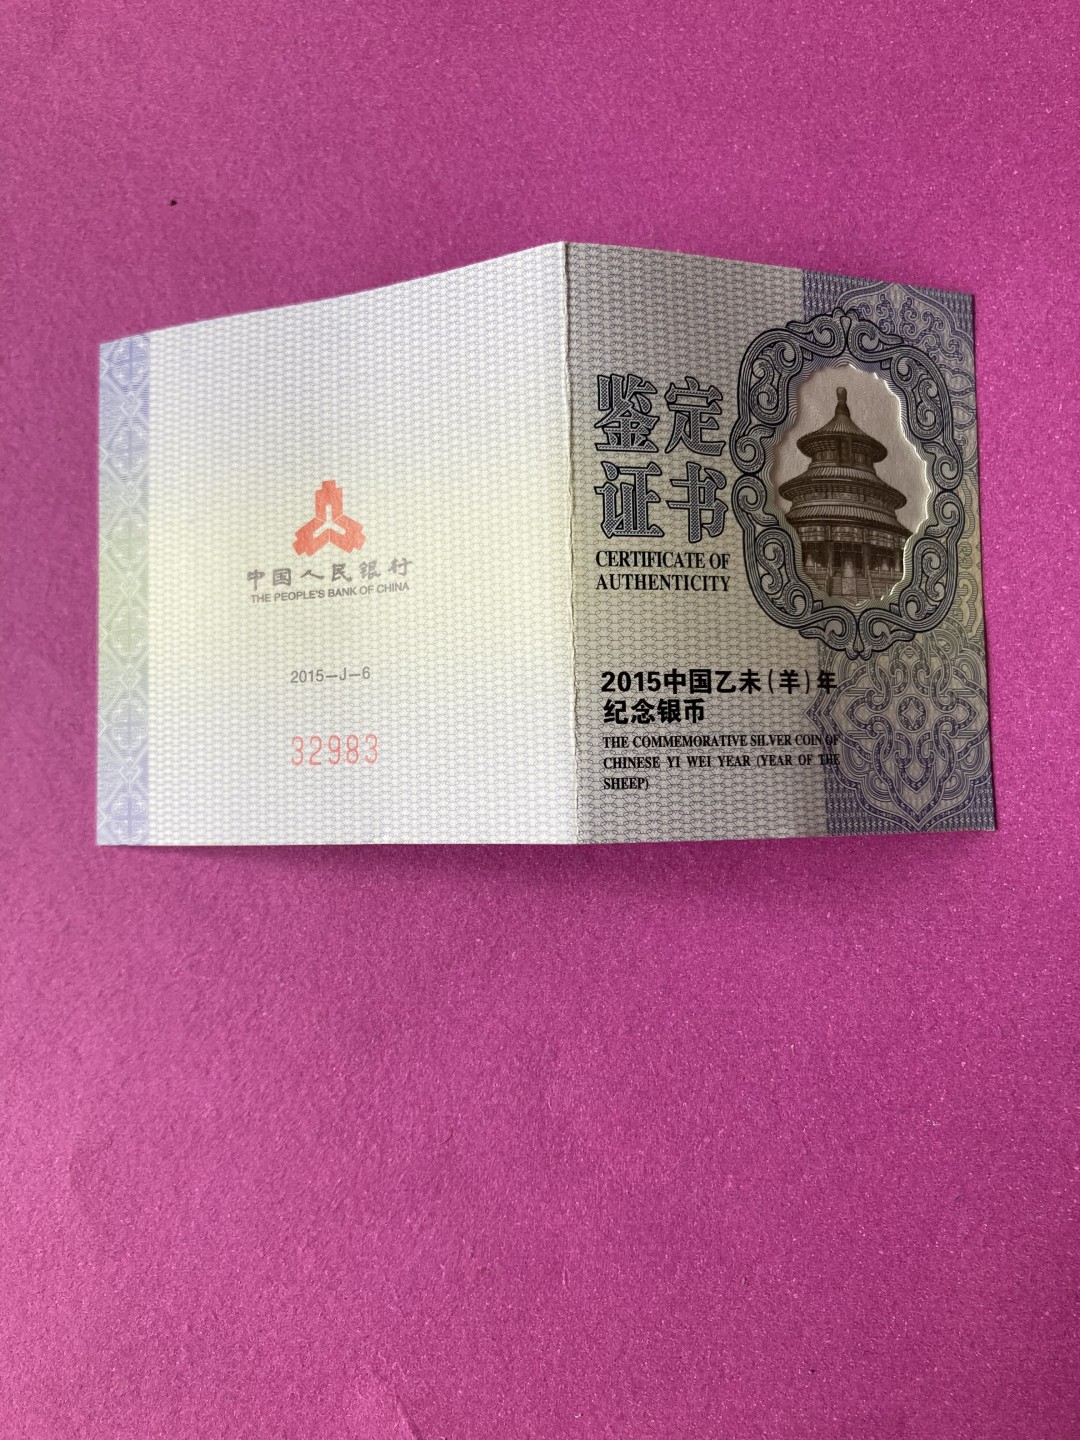 中国人民银行
THE PEOPLE'S BANK OF CHINA
2015—J—6
32983
鉴定
证书
CERTIFICATE OF
AUTHENTICITY
2015中国乙未(羊)年
纪念银币
THE COMMEMORATIVE SILVER COIN OF
CHINESE YI WEI YEAR (YEAR OF THE
SHEEP)